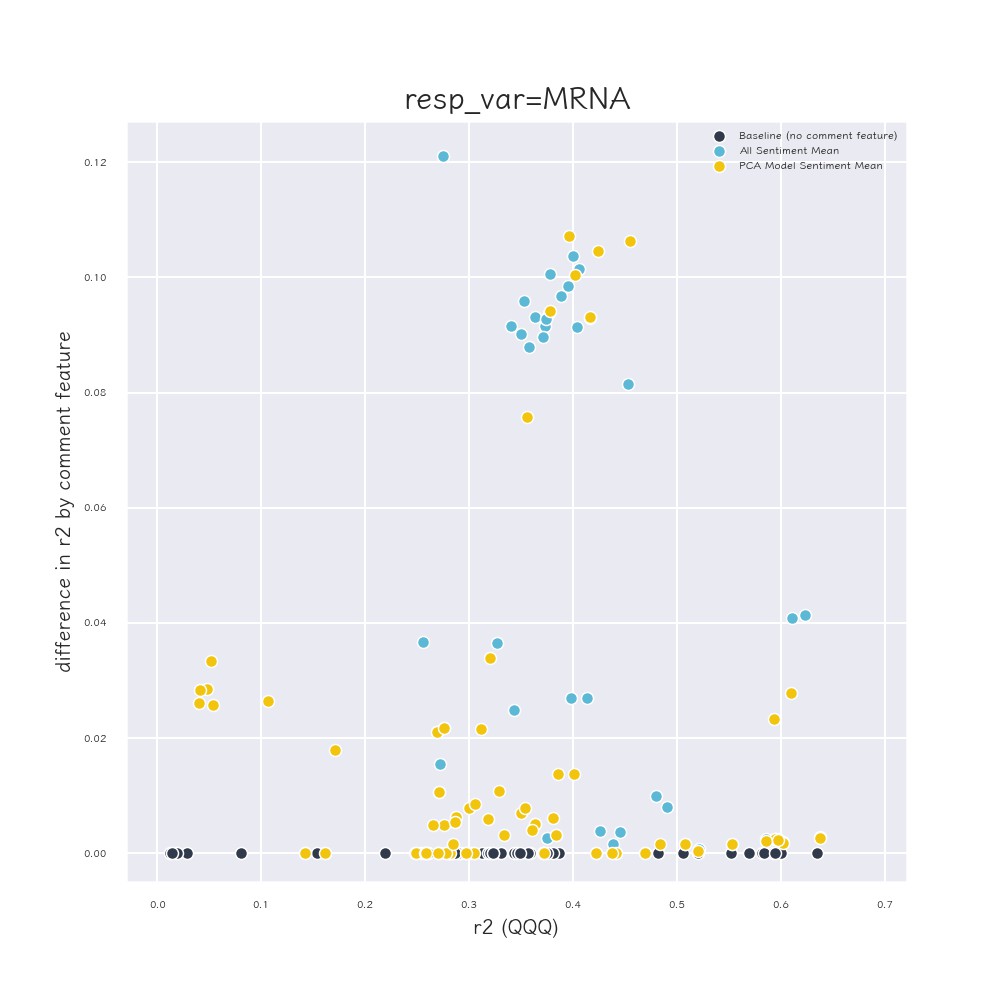 resp_var=MRNA
Baseline (no comment feature)
All Sentiment Mean
PCA Model Sentiment Mean
0.12
0.10
0.08
0.06
0.04
0.02
0.00
difference in r2 by comment feature
0.0 0.1 0.2 0.3 0.4 0.5 0.6 0.7
r2 (QQQ)